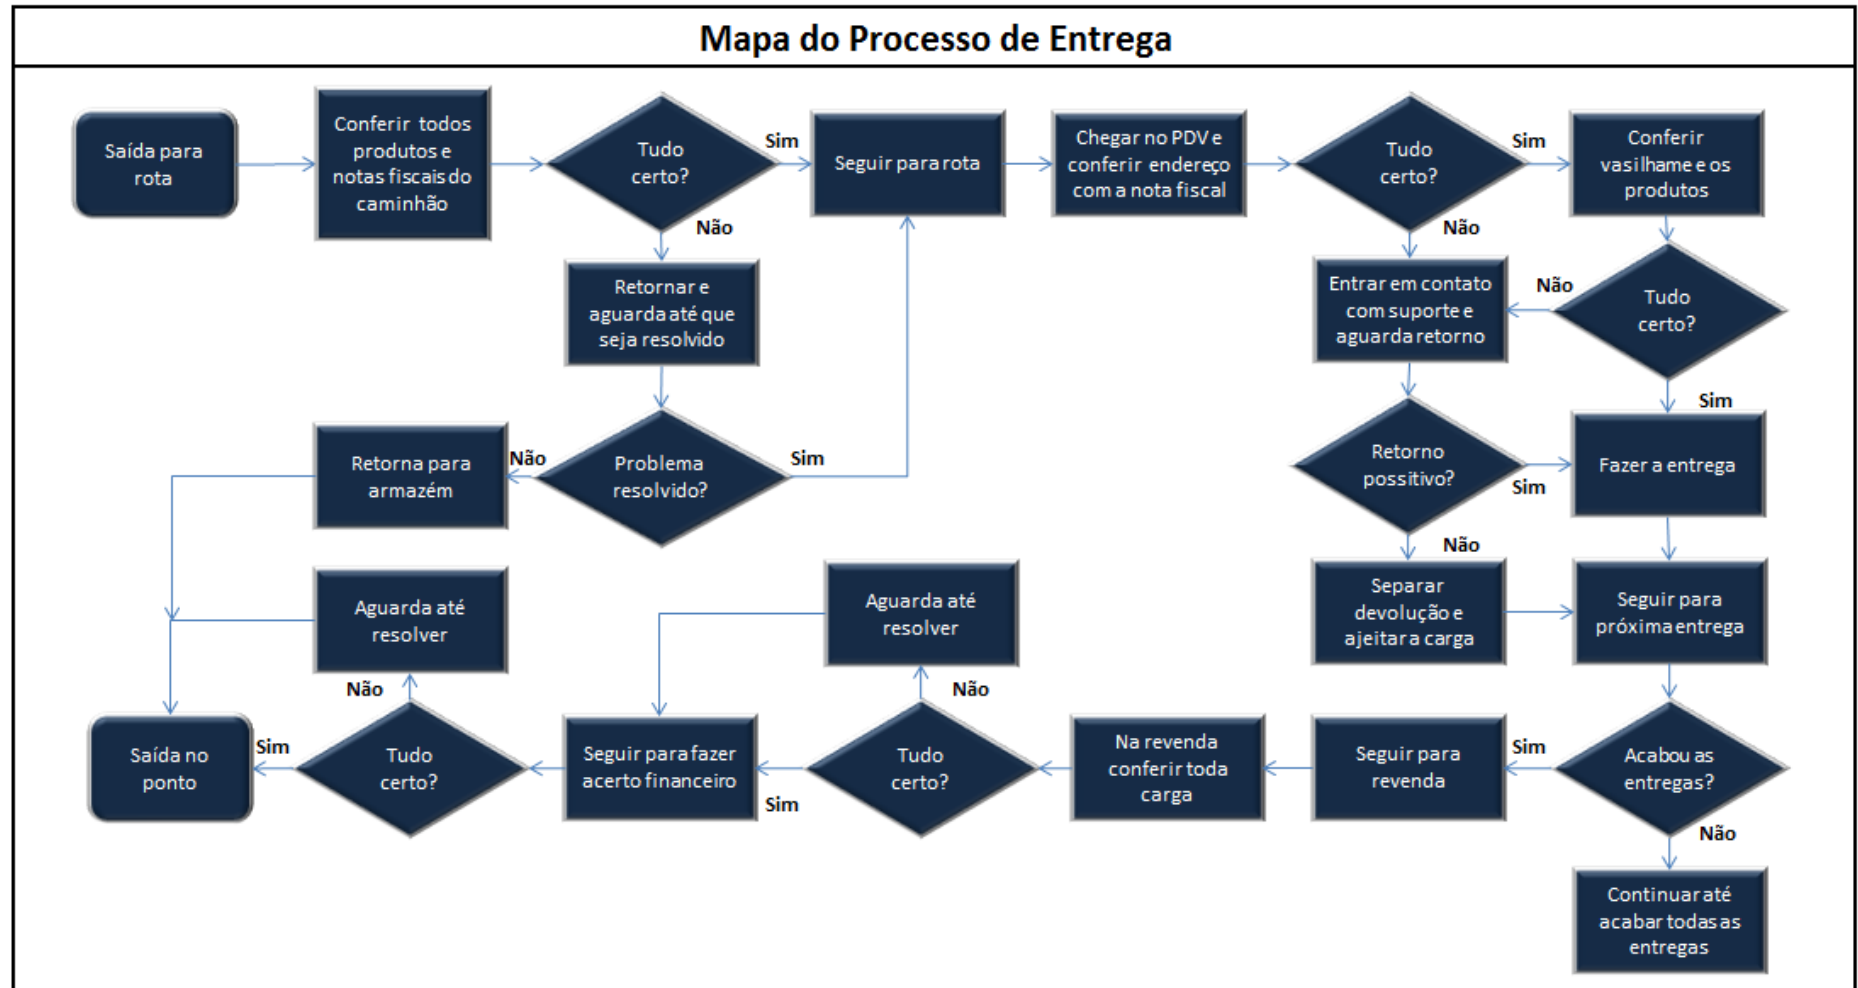 Mapa do Processo de Entrega
Saída para
rota
Conferir todos
produtos e
notas fiscais do
caminhão
Tudo
certo?
Sim
Não
Seguir para rota
Chegar no PDV e
conferir endereço
com a nota fiscal
Tudo
certo?
Sim
Não
Conferir
vasilhame e os
produtos
Retornar e
aguarda até que
seja resolvido
Entrar em contato
com suporte e
aguarda retorno
Não
Tudo
certo?
Sim
Retorna para
armazém
Não
Problema
resolvido?
Sim
Retorno
possitivo?
Sim
Não
Fazer a entrega
Aguarda até
resolver
Não
Aguarda até
resolver
Não
Separar
devolução e
ajeitar a carga
Seguir para
próxima entrega
Saída no
ponto
Sim
Tudo
certo?
Seguir para fazer
acerto financeiro
Sim
Tudo
certo?
Na revenda
conferir toda
carga
Seguir para
revenda
Sim
Acabou as
entregas?
Não
Continuar até
acabar todas as
entregas